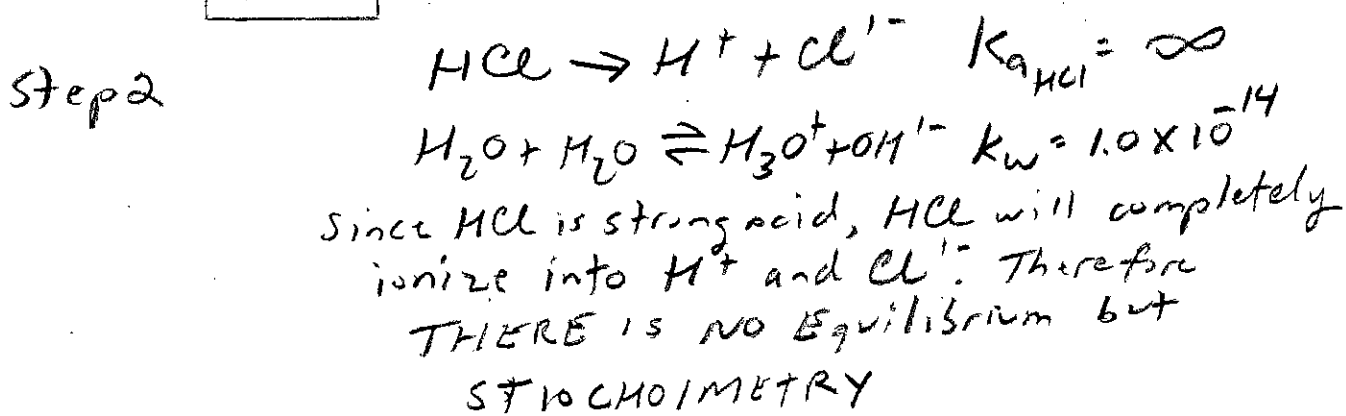 Step 2
HCl → H⁺ + Cl¹⁻ Ka_HCl = ∞
H₂O + H₂O ⇌ H₃O⁺ + OH¹⁻ Kw = 1.0 X 10⁻¹⁴
Since HCl is strong acid, HCl will completely
ionize into H⁺ and Cl¹⁻. Therefore
THERE IS NO Equilibrium but
STIOCHOIMETRY